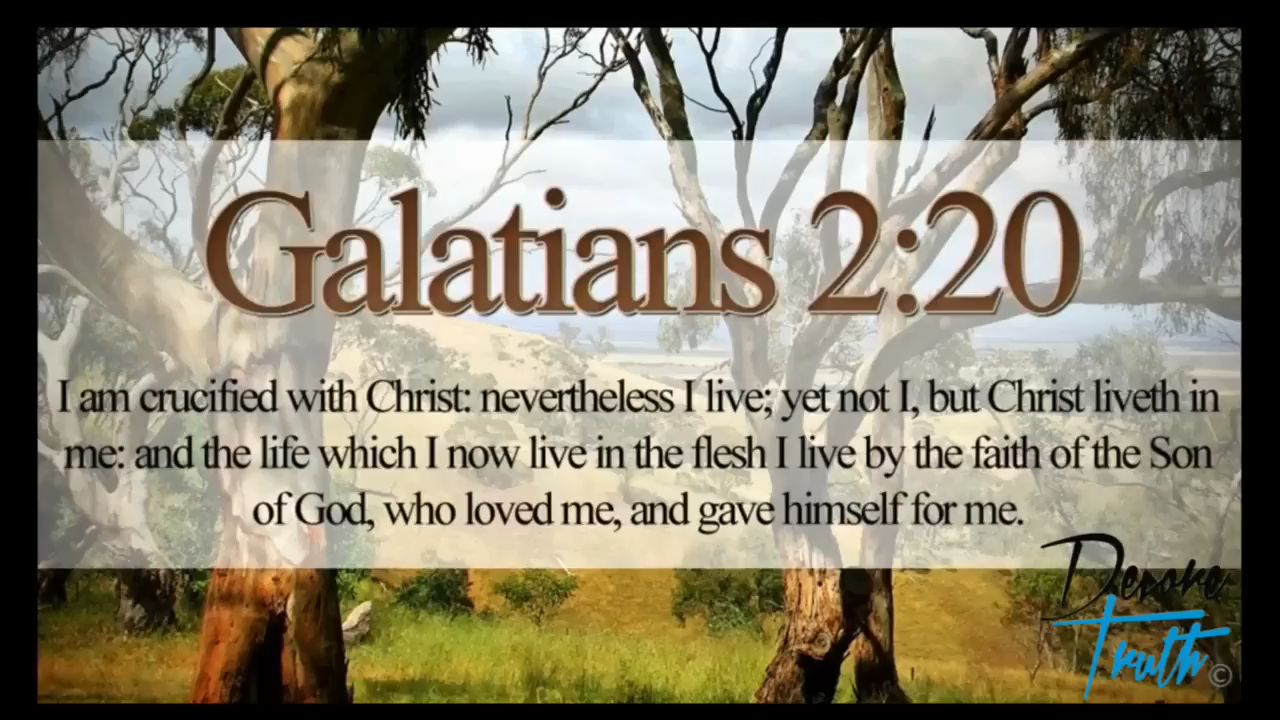 Galatians 2:20
I am crucified with Christ: nevertheless I live; yet not I, but Christ liveth in
me: and the life which I now live in the flesh I live by the faith of the Son
of God, who loved me, and gave himself for me.
Truth ©